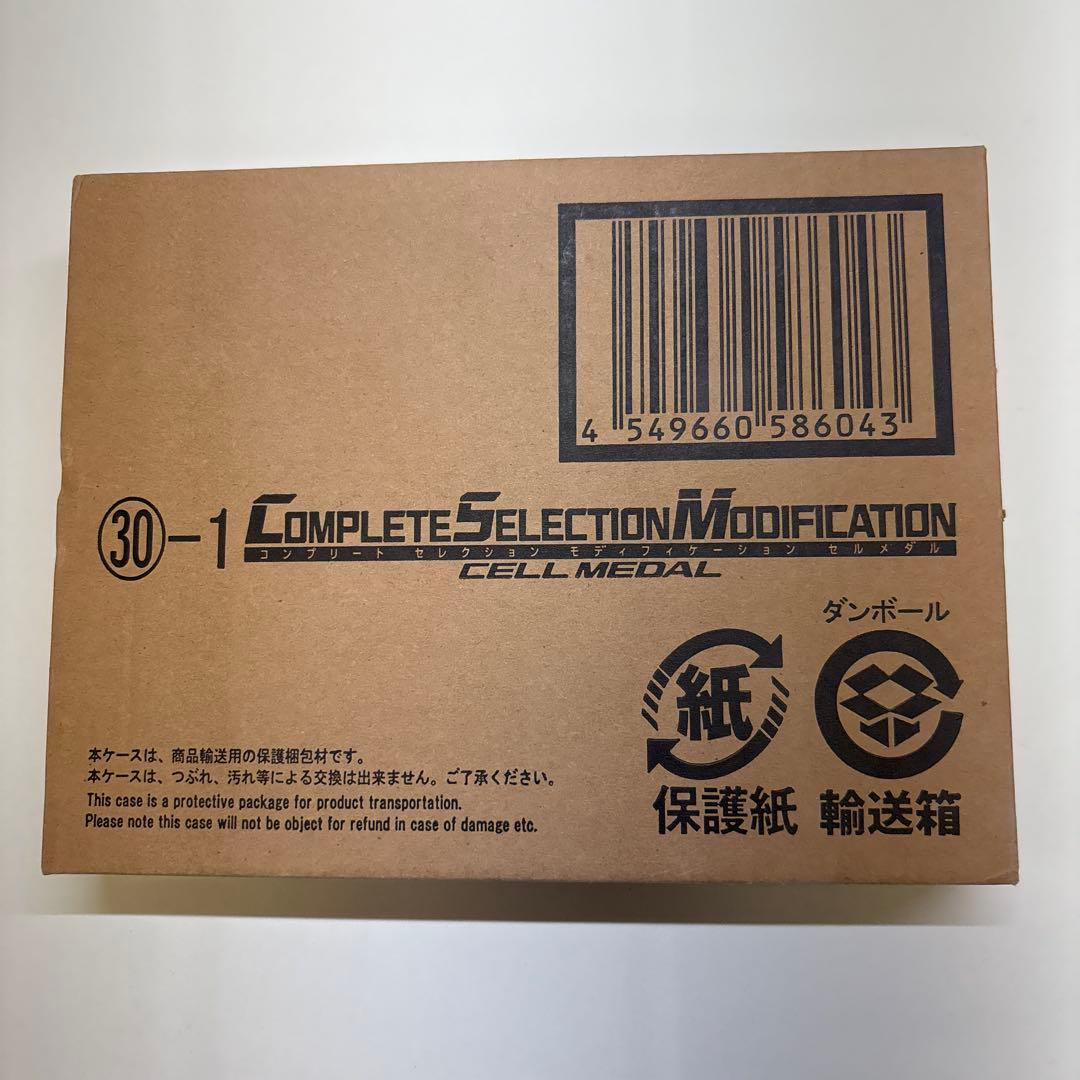 4 549660 586043
㉚-1 COMPLETE SELECTION MODIFICATION
コンプリート セレクション モディフィケーション セルメダル
CELL MEDAL
ダンボール
紙
保護紙 輸送箱
本ケースは、商品輸送用の保護梱包材です。
本ケースは、つぶれ、汚れ等による交換は出来ません。ご了承ください。
This case is a protective package for product transportation.
Please note this case will not be object for refund in case of damage etc.